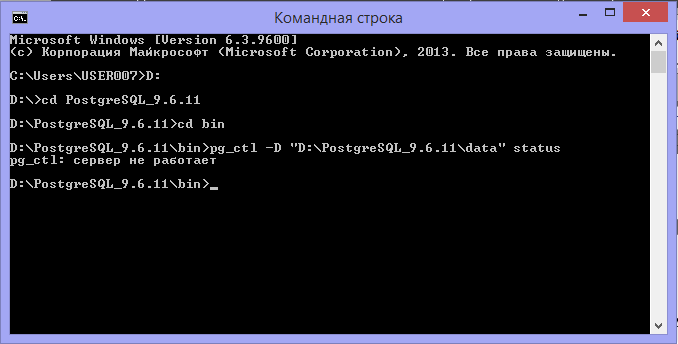 Командная строка
Microsoft Windows [Version 6.3.9600]
(c) Корпорация Майкрософт (Microsoft Corporation), 2013. Все права защищены.
C:\Users\USER007>D:
D:\>cd PostgreSQL_9.6.11
D:\PostgreSQL_9.6.11>cd bin
D:\PostgreSQL_9.6.11\bin>pg_ctl -D "D:\PostgreSQL_9.6.11\data" status
pg_ctl: сервер не работает
D:\PostgreSQL_9.6.11\bin>_